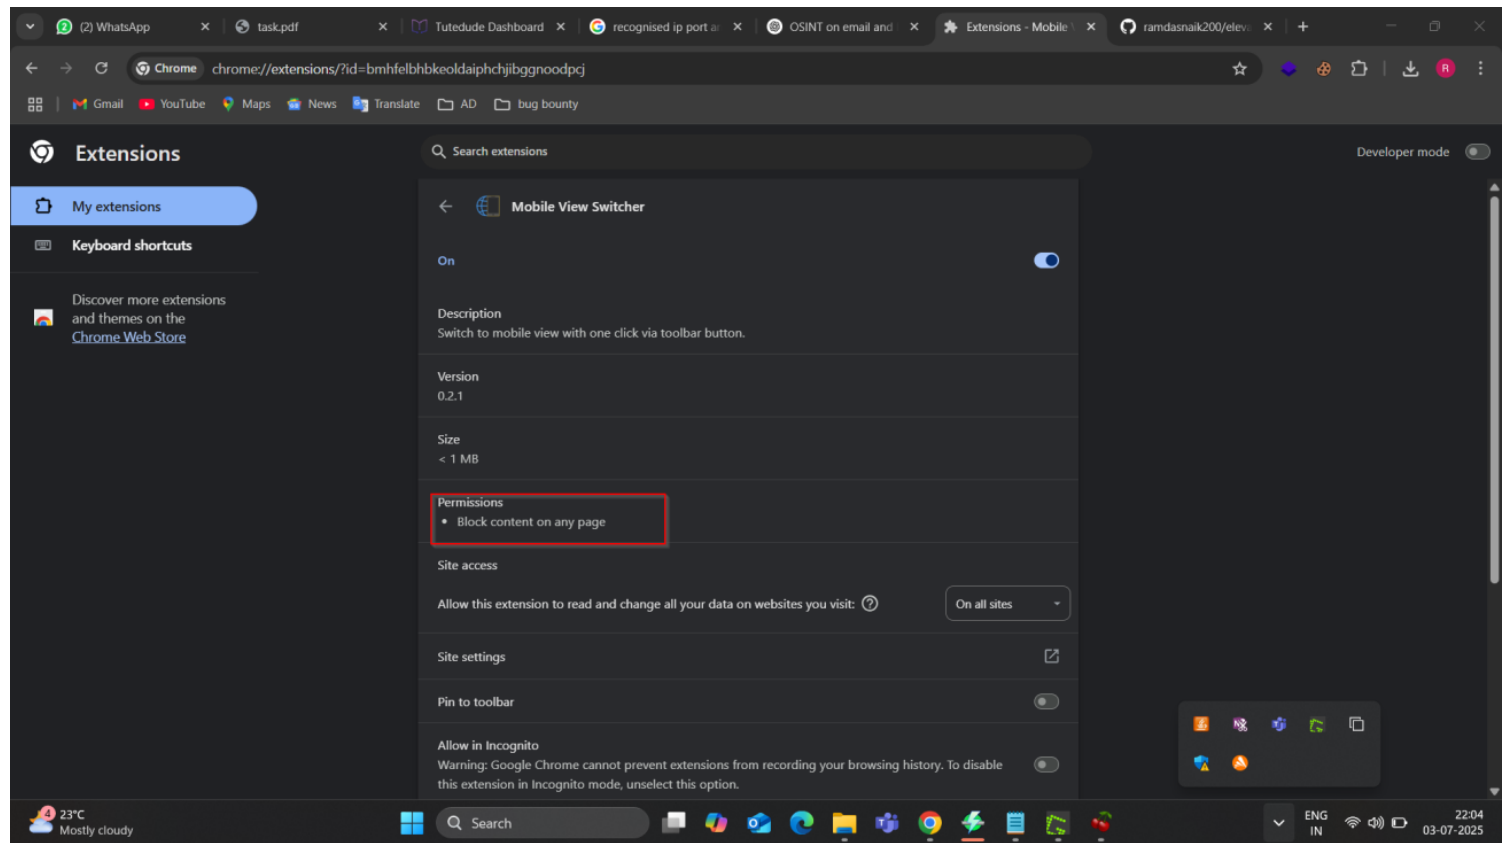 (2) WhatsApp
task.pdf
Tutedude Dashboard
recognised ip port ar
OSINT on email and
Extensions - Mobile
ramdasnaik200/elev
Chrome
chrome://extensions/?id=bmhfelbhbkeoldaiphchjibggnoodpcj
R
Gmail
YouTube
Maps
News
Translate
AD
bug bounty
Extensions
Search extensions
Developer mode
My extensions
Keyboard shortcuts
Discover more extensions
and themes on the
Chrome Web Store
Mobile View Switcher
On
Description
Switch to mobile view with one click via toolbar button.
Version
0.2.1
Size
< 1 MB
Permissions
• Block content on any page
Site access
Allow this extension to read and change all your data on websites you visit:
On all sites
Site settings
Pin to toolbar
Allow in Incognito
Warning: Google Chrome cannot prevent extensions from recording your browsing history. To disable
this extension in Incognito mode, unselect this option.
4
23°C
Mostly cloudy
Search
ENG
IN
22:04
03-07-2025